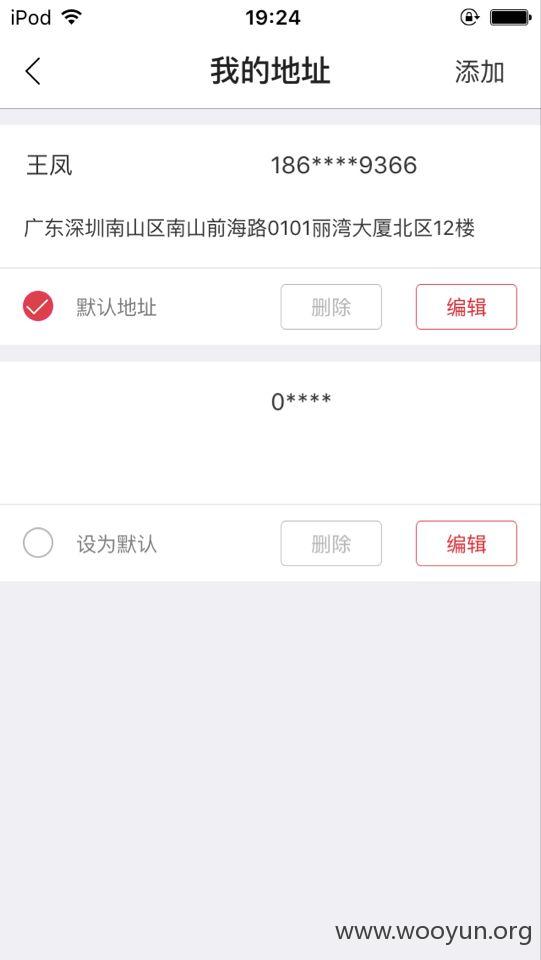 iPod 19:24
我的地址 添加
王凤 186****9366
广东深圳南山区南山前海路0101丽湾大厦北区12楼
默认地址 删除 编辑
0****
设为默认 删除 编辑
www.wooyun.org